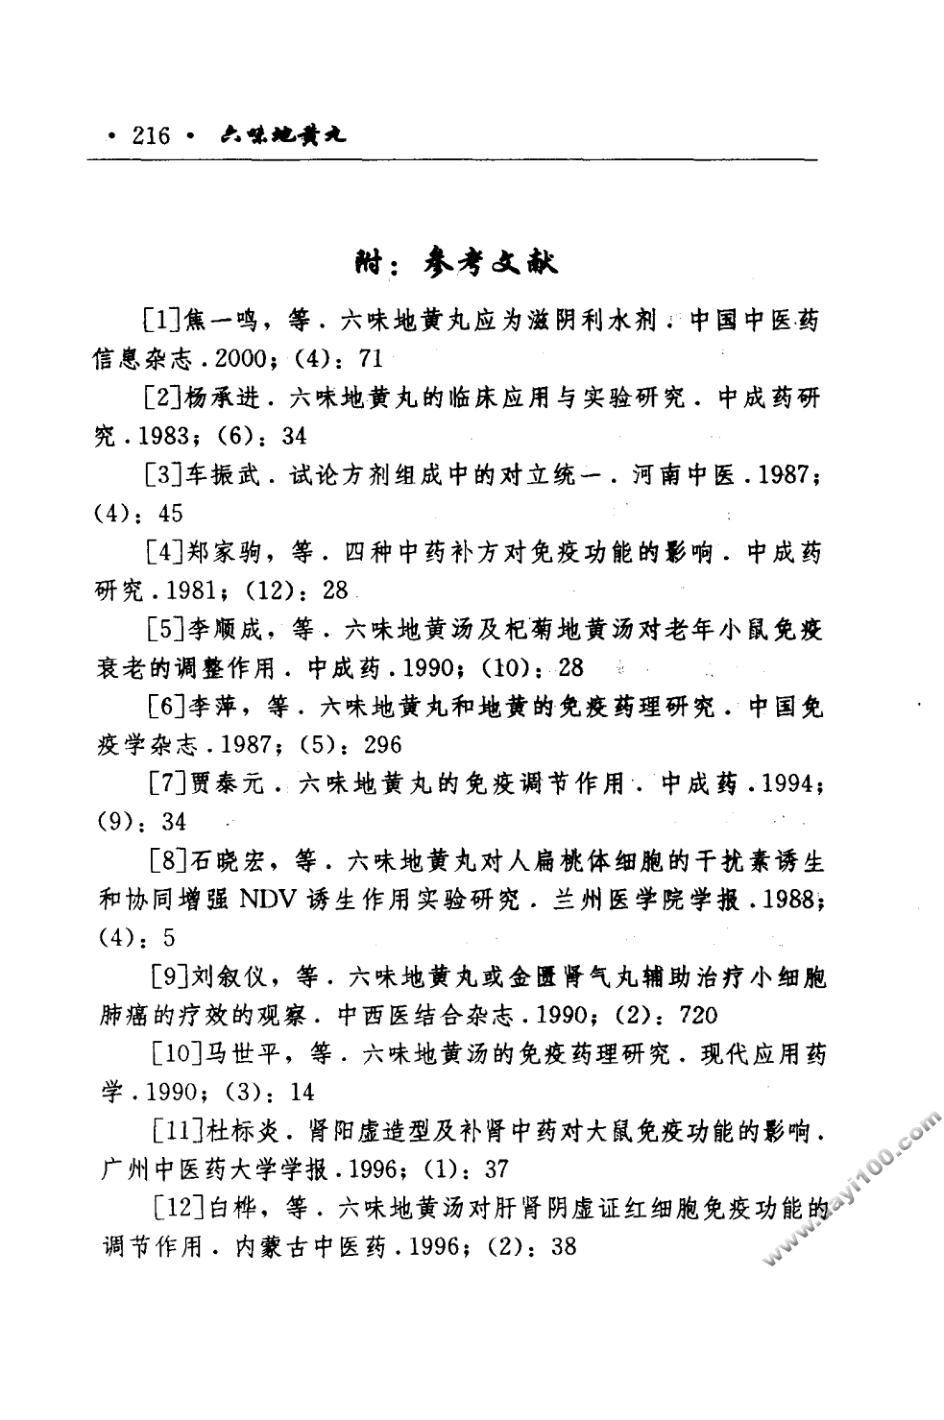 · 216 · 六味地黄丸
附：参考文献
[1]焦一鸣，等．六味地黄丸应为滋阴利水剂．中国中医药
信息杂志．2000；(4)：71
[2]杨承进．六味地黄丸的临床应用与实验研究．中成药研
究．1983；(6)：34
[3]车振武．试论方剂组成中的对立统一．河南中医．1987；
(4)：45
[4]郑家驹，等．四种中药补方对免疫功能的影响．中成药
研究．1981；(12)：28
[5]李顺成，等．六味地黄汤及杞菊地黄汤对老年小鼠免疫
衰老的调整作用．中成药．1990；(10)：28
[6]李萍，等．六味地黄丸和地黄的免疫药理研究．中国免
疫学杂志．1987；(5)：296
[7]贾泰元．六味地黄丸的免疫调节作用．中成药．1994；
(9)：34
[8]石晓宏，等．六味地黄丸对人扁桃体细胞的干扰素诱生
和协同增强 NDV 诱生作用实验研究．兰州医学院学报．1988；
(4)：5
[9]刘叙仪，等．六味地黄丸或金匮肾气丸辅助治疗小细胞
肺癌的疗效的观察．中西医结合杂志．1990；(2)：720
[10]马世平，等．六味地黄汤的免疫药理研究．现代应用药
学．1990；(3)：14
[11]杜标炎．肾阳虚造型及补肾中药对大鼠免疫功能的影响．
广州中医药大学学报．1996；(1)：37
[12]白桦，等．六味地黄汤对肝肾阴虚证红细胞免疫功能的
调节作用．内蒙古中医药．1996；(2)：38
www.dayi100.com